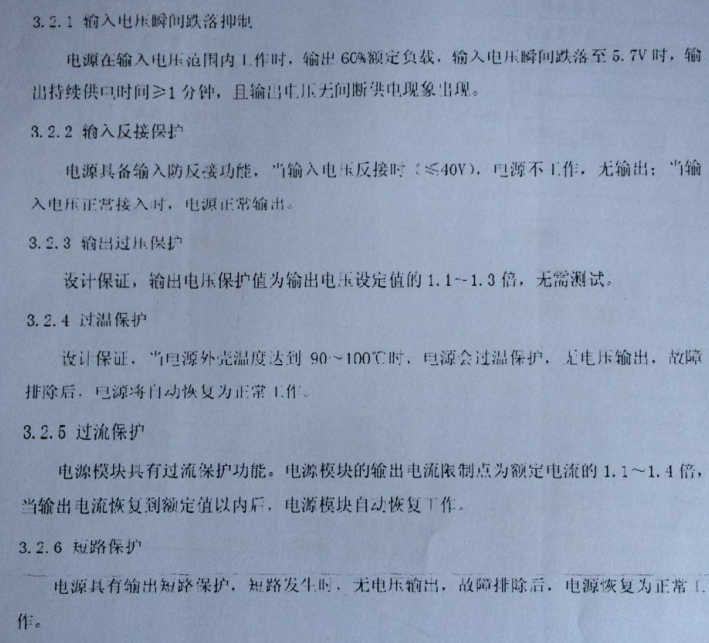 3.2.1 输入电压瞬间跌落抑制
电源在输入电压范围内工作时，输出 60%额定负载，输入电压瞬间跌落至 5.7V 时，输
出持续供电时间≥1 分钟，且输出电压无间断供电现象出现。
3.2.2 输入反接保护
电源具备输入防反接功能，当输入电压反接时（≤40V），电源不工作，无输出；当输
入电压正常接入时，电源正常输出。
3.2.3 输出过压保护
设计保证，输出电压保护值为输出电压设定值的 1.1~1.3 倍，无需测试。
3.2.4 过温保护
设计保证，当电源外壳温度达到 90～100℃时，电源会过温保护，无电压输出，故障
排除后，电源将自动恢复为正常工作。
3.2.5 过流保护
电源模块具有过流保护功能。电源模块的输出电流限制点为额定电流的 1.1～1.4 倍，
当输出电流恢复到额定值以内后，电源模块自动恢复工作。
3.2.6 短路保护
电源具有输出短路保护，短路发生时，无电压输出，故障排除后，电源恢复为正常工
作。